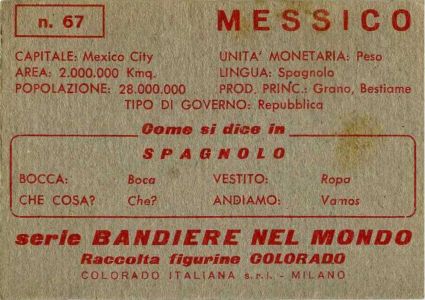 n. 67
MESSICO
CAPITALE: Mexico City
UNITA' MONETARIA: Peso
AREA: 2.000.000 Kmq.
LINGUA: Spagnolo
POPOLAZIONE: 28.000.000
PROD. PRINC.: Grano, Bestiame
TIPO DI GOVERNO: Repubblica
Come si dice in
SPAGNOLO
BOCCA: Boca
VESTITO: Ropa
CHE COSA? Che?
ANDIAMO: Vamos
serie BANDIERE NEL MONDO
Raccolta figurine COLORADO
COLORADO ITALIANA s.r.l. - MILANO